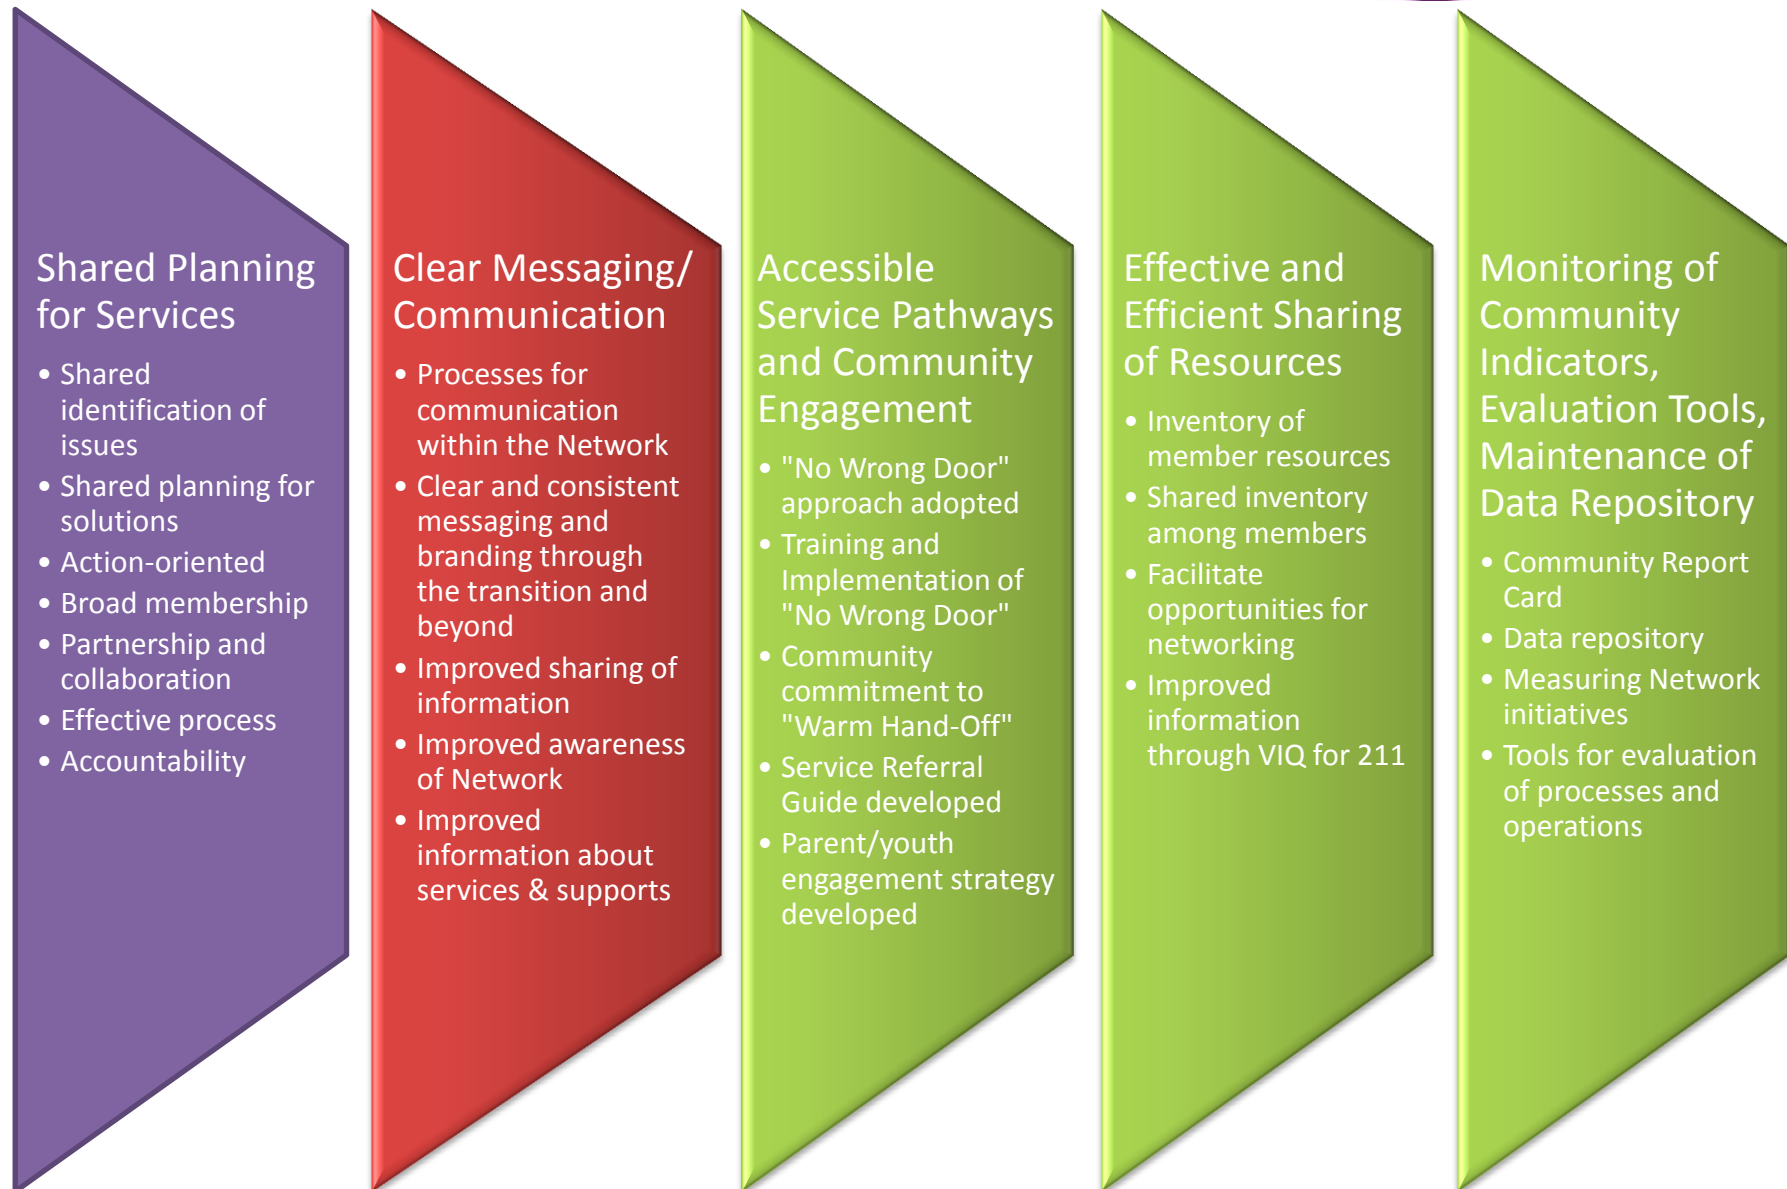 Shared Planning
for Services
• Shared
identification of
issues
• Shared planning for
solutions
• Action-oriented
• Broad membership
• Partnership and
collaboration
• Effective process
• Accountability
Clear Messaging/
Communication
• Processes for
communication
within the Network
• Clear and consistent
messaging and
branding through
the transition and
beyond
• Improved sharing of
information
• Improved awareness
of Network
• Improved
information about
services & supports
Accessible
Service Pathways
and Community
Engagement
• "No Wrong Door"
approach adopted
• Training and
Implementation of
"No Wrong Door"
• Community
commitment to
"Warm Hand-Off"
• Service Referral
Guide developed
• Parent/youth
engagement strategy
developed
Effective and
Efficient Sharing
of Resources
• Inventory of
member resources
• Shared inventory
among members
• Facilitate
opportunities for
networking
• Improved
information
through VIQ for 211
Monitoring of
Community
Indicators,
Evaluation Tools,
Maintenance of
Data Repository
• Community Report
Card
• Data repository
• Measuring Network
initiatives
• Tools for evaluation
of processes and
operations